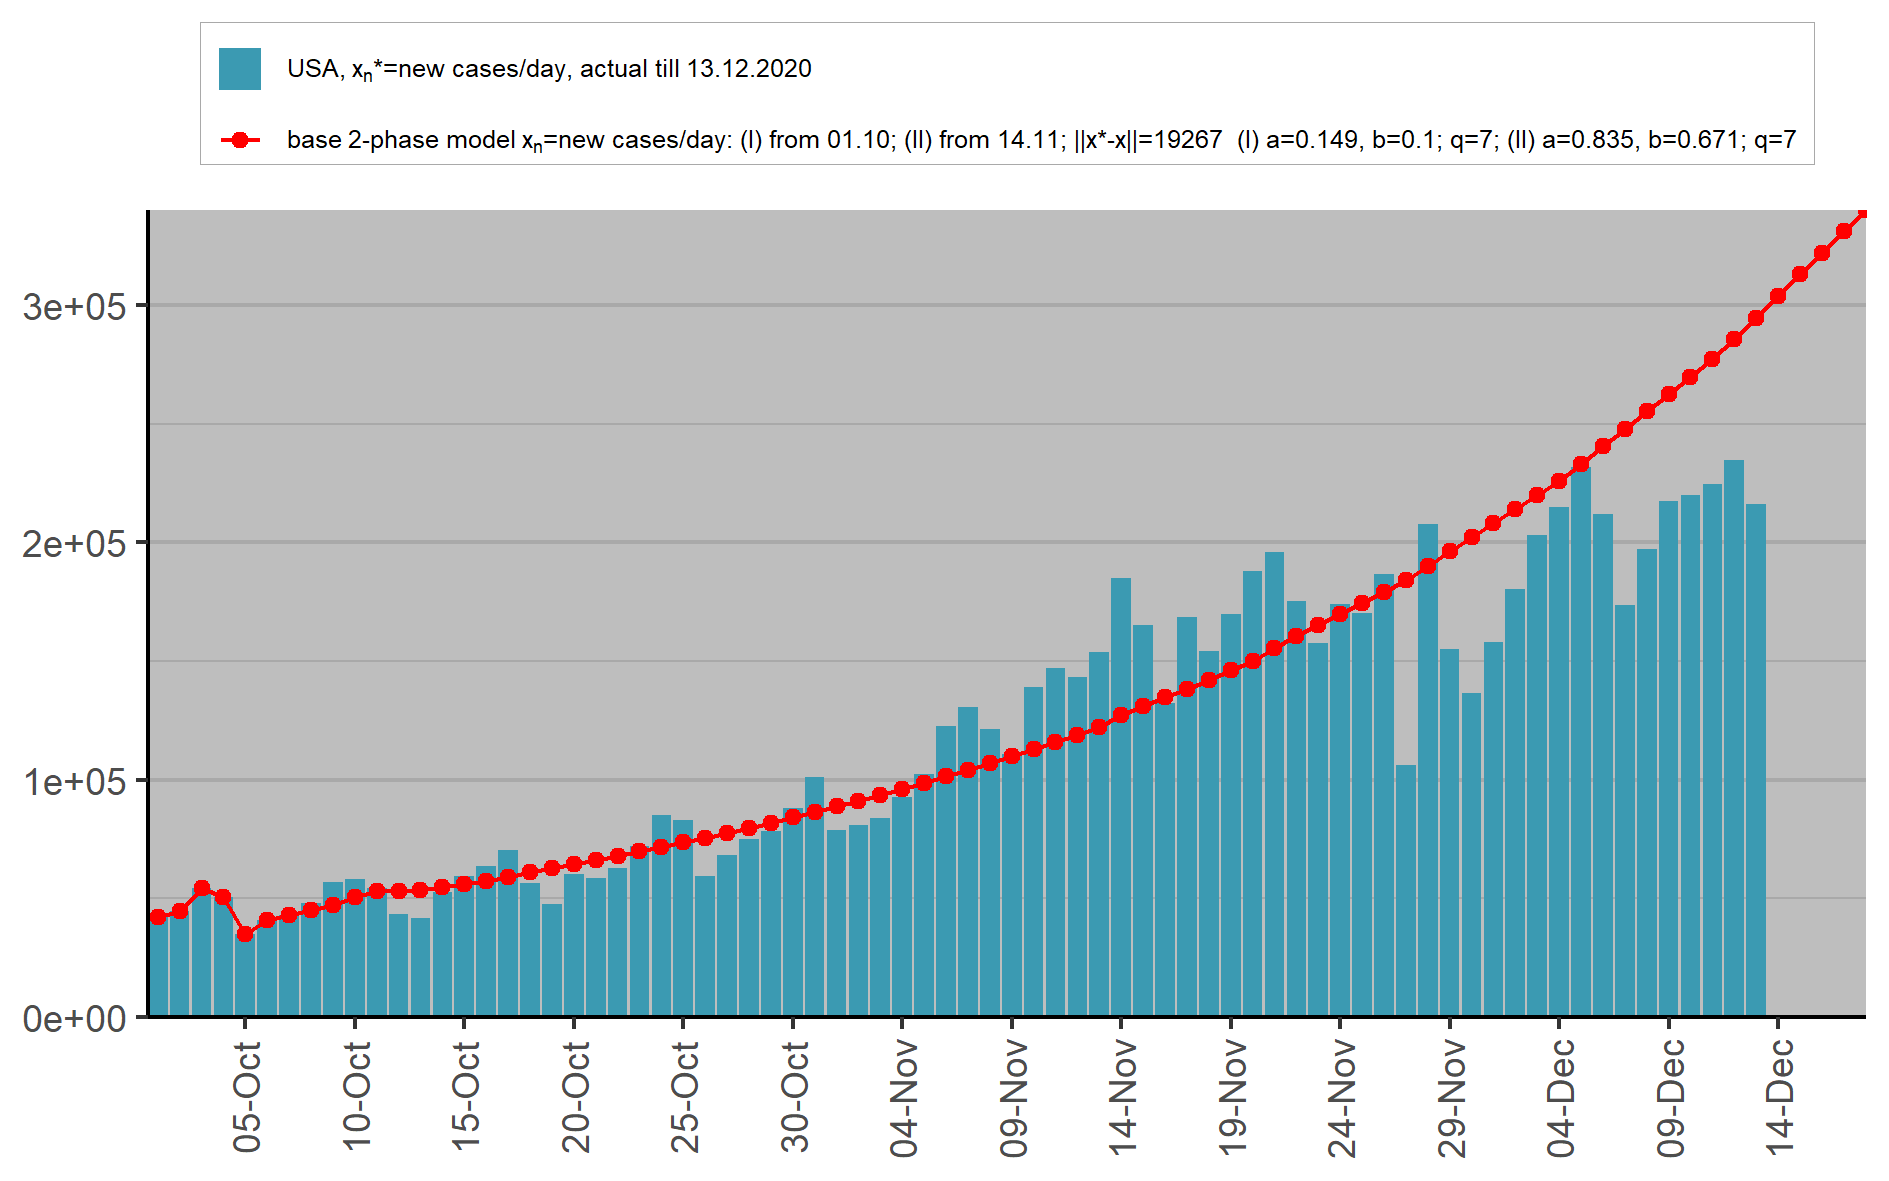 USA, xₙ*=new cases/day, actual till 13.12.2020
base 2-phase model xₙ=new cases/day: (I) from 01.10; (II) from 14.11; ||x*-x||=19267  (I) a=0.149, b=0.1; q=7; (II) a=0.835, b=0.671; q=7
3e+05
2e+05
1e+05
0e+00
05-Oct
10-Oct
15-Oct
20-Oct
25-Oct
30-Oct
04-Nov
09-Nov
14-Nov
19-Nov
24-Nov
29-Nov
04-Dec
09-Dec
14-Dec